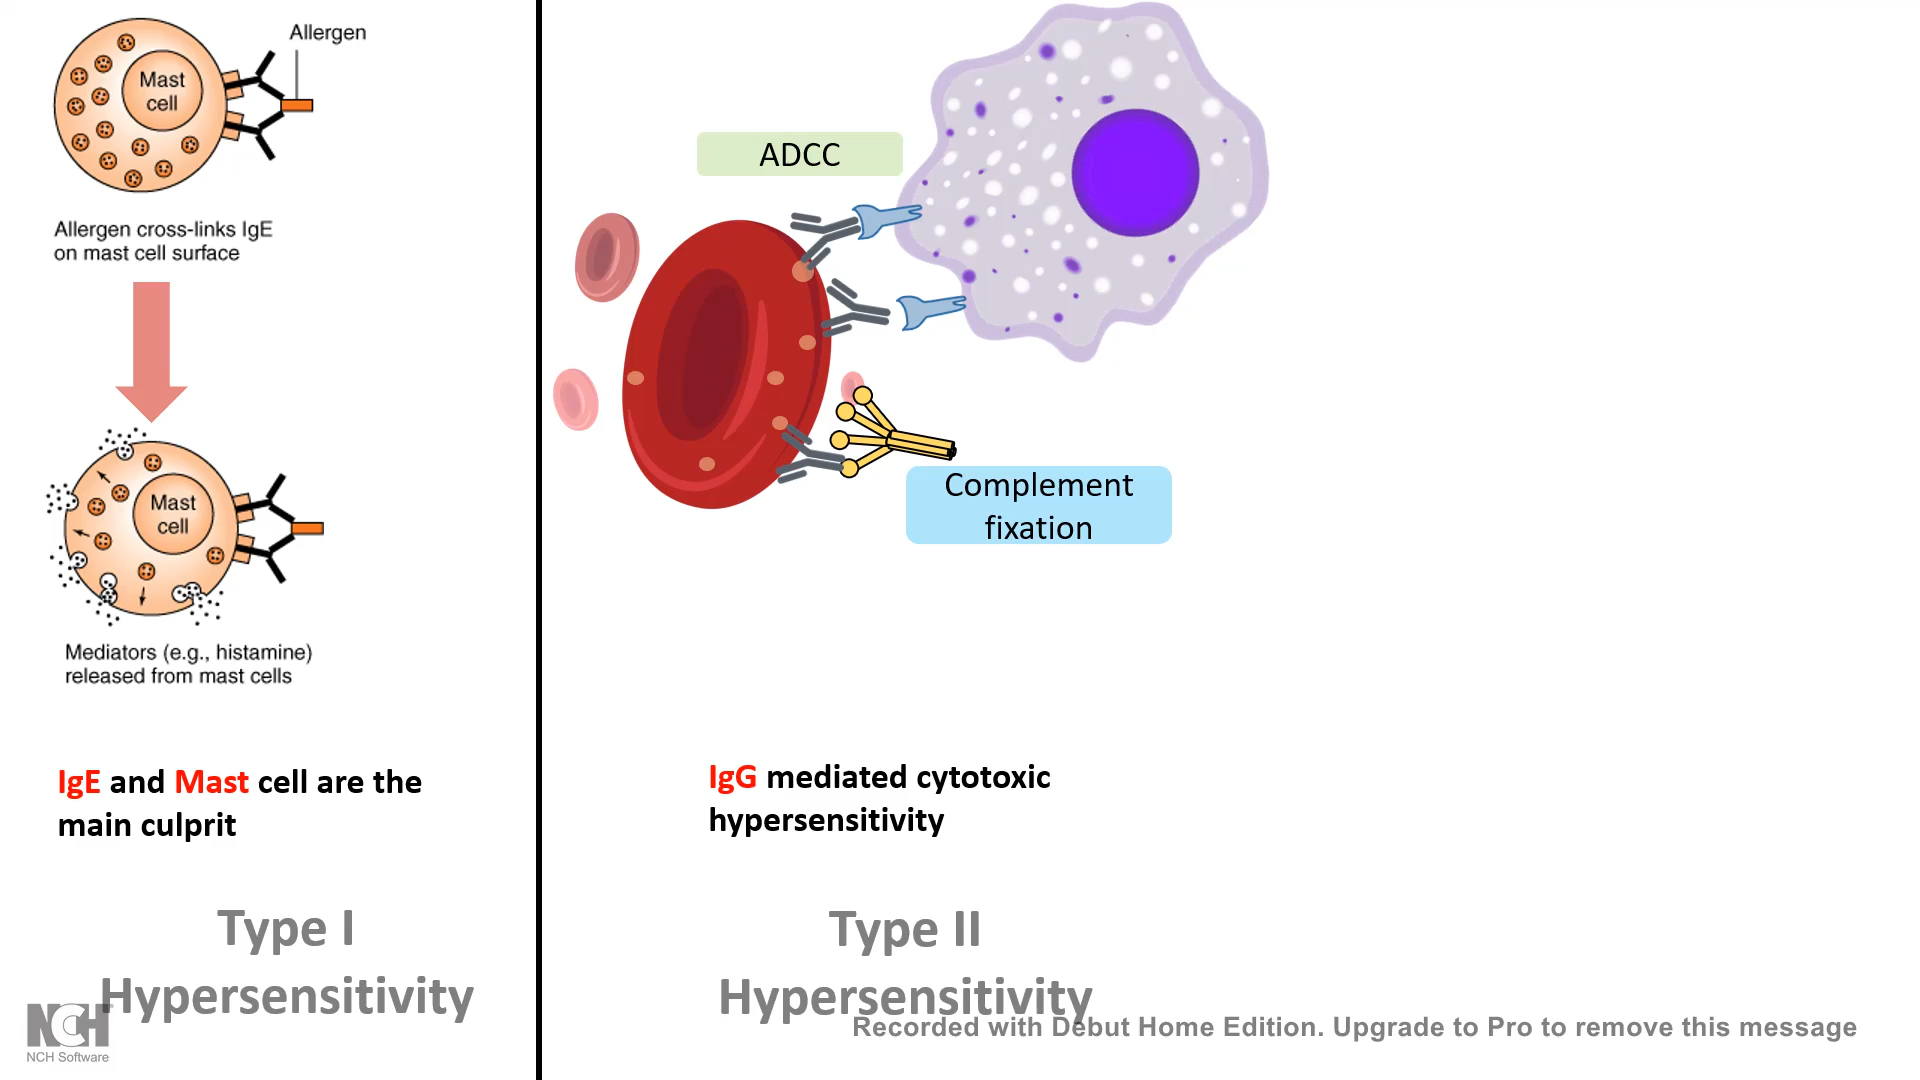 Allergen
Mast
cell
Allergen cross-links IgE
on mast cell surface
Mast
cell
Mediators (e.g., histamine)
released from mast cells
IgE and Mast cell are the
main culprit
Type I
Hypersensitivity
ADCC
Complement
fixation
IgG mediated cytotoxic
hypersensitivity
Type II
Hypersensitivity
NCH
NCH Software
Recorded with Debut Home Edition. Upgrade to Pro to remove this message